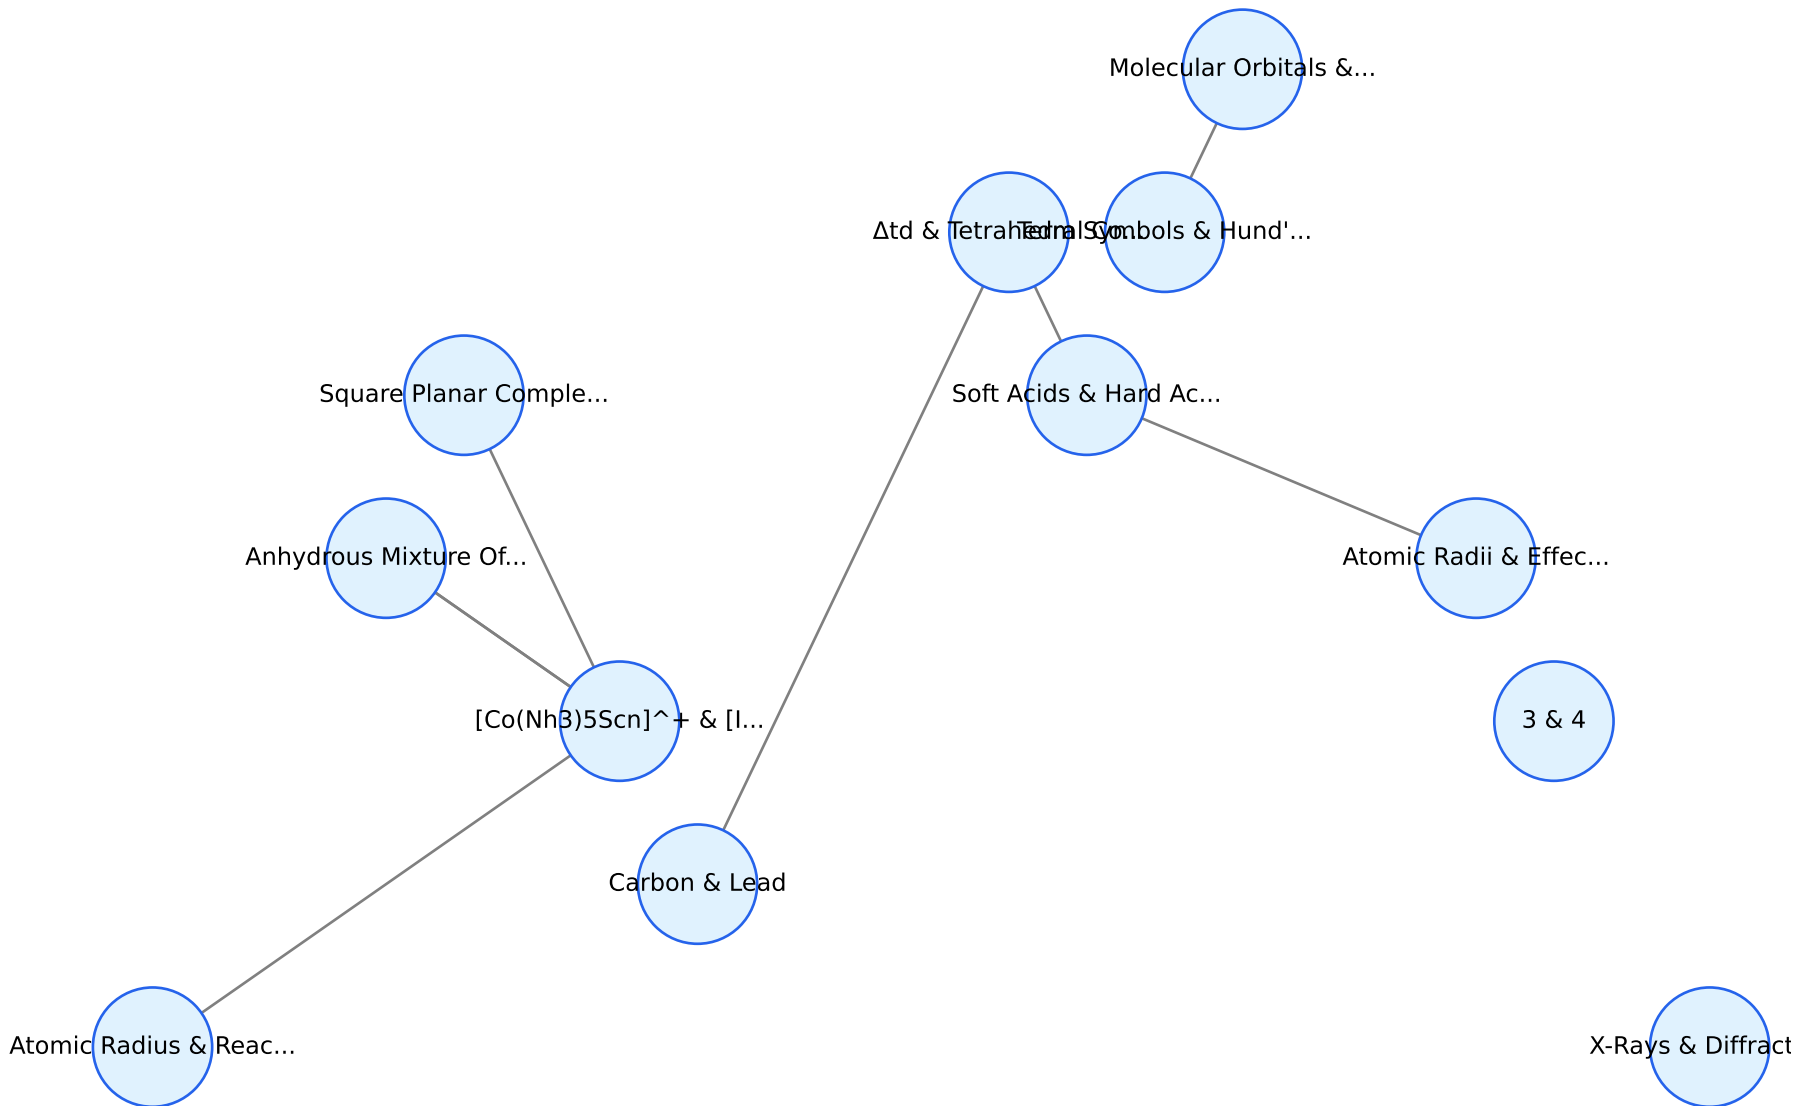 Molecular Orbitals &...
Δtd & Tetrahedral Co...
Term Symbols & Hund'...
Square Planar Comple...
Soft Acids & Hard Ac...
Anhydrous Mixture Of...
Atomic Radii & Effec...
[Co(Nh3)5Scn]^+ & [I...
3 & 4
Carbon & Lead
Atomic Radius & Reac...
X-Rays & Diffract